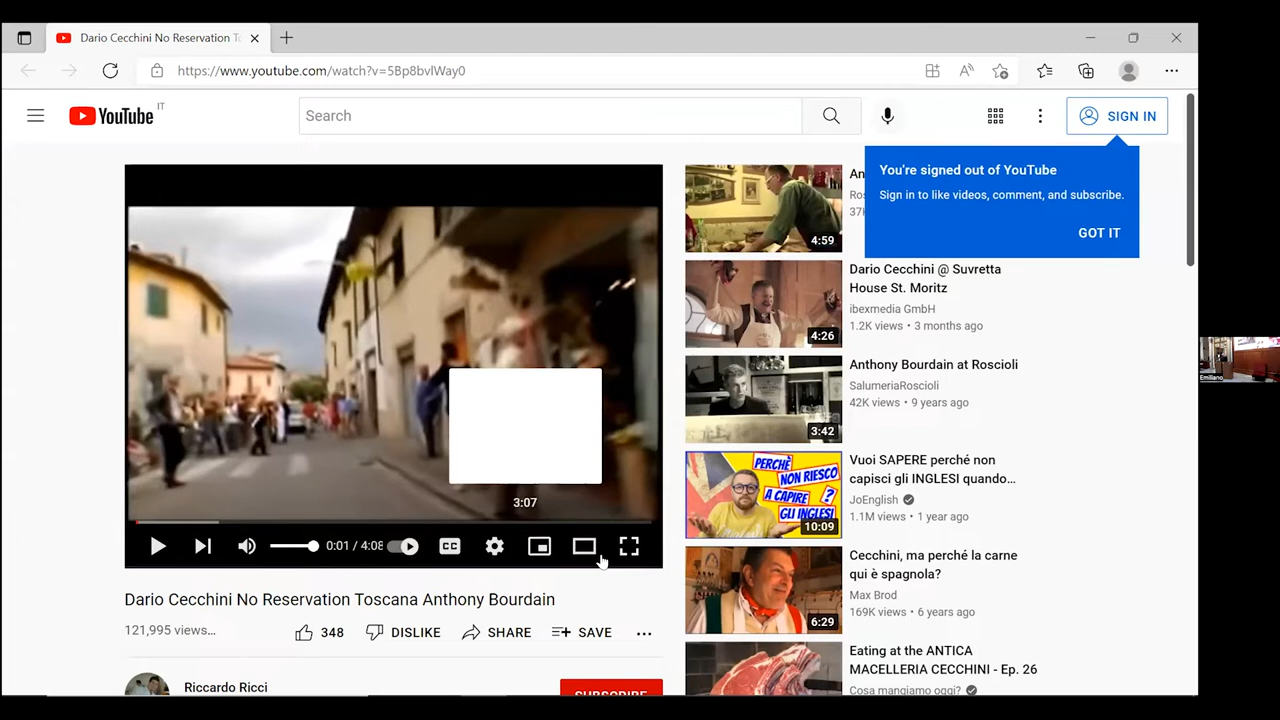 Dario Cecchini No Reservation To
https://www.youtube.com/watch?v=5Bp8bvIWay0
YouTube IT
Search
SIGN IN
You're signed out of YouTube
Sign in to like videos, comment, and subscribe.
GOT IT
3:07
0:01 / 4:08
CC
Dario Cecchini No Reservation Toscana Anthony Bourdain
121,995 views...
348
DISLIKE
SHARE
SAVE
Riccardo Ricci
SUBSCRIBE
An
Ros
37K
4:59
Dario Cecchini @ Suvretta
House St. Moritz
ibexmedia GmbH
1.2K views • 3 months ago
4:26
Anthony Bourdain at Roscioli
SalumeriaRoscioli
42K views • 9 years ago
3:42
PERCHÈ
NON RIESCO
A CAPIRE
GLI INGLESI
?
10:09
Vuoi SAPERE perché non
capisci gli INGLESI quando...
JoEnglish
1.1M views • 1 year ago
Cecchini, ma perché la carne
qui è spagnola?
Max Brod
169K views • 6 years ago
6:29
Eating at the ANTICA
MACELLERIA CECCHINI - Ep. 26
Cosa mangiamo oggi?
Emiliano